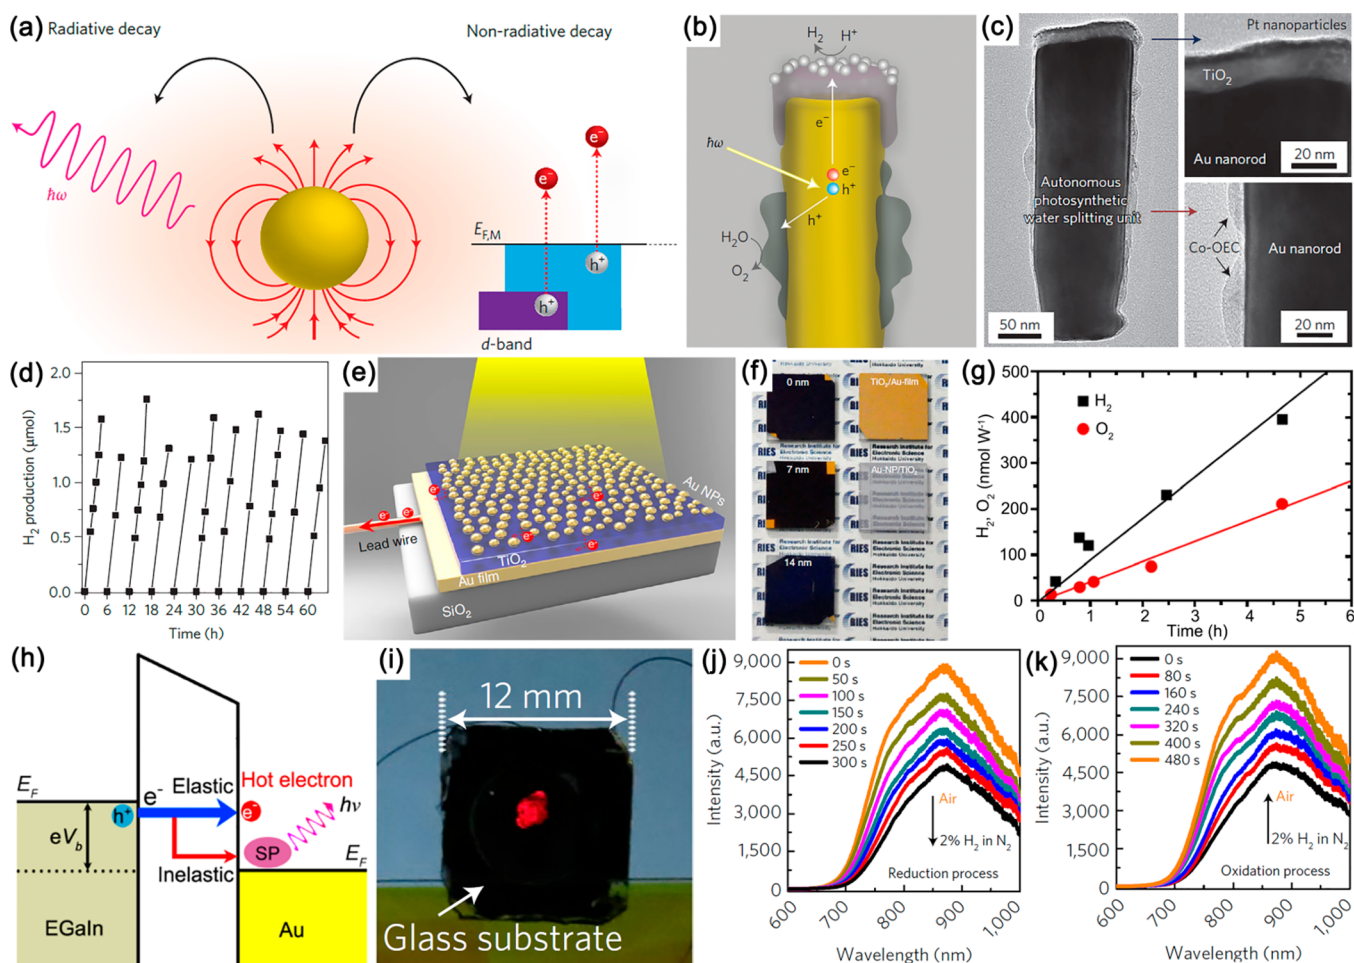 (a)
Radiative decay
Non-radiative decay
ħω
e⁻
e⁻
E_F,M
h⁺
h⁺
d-band
(b)
H₂
H⁺
e⁻
ħω
e⁻
h⁺
h⁺
H₂O
O₂
(c)
Pt nanoparticles
TiO₂
Au nanorod
20 nm
Autonomous
photosynthetic
water splitting unit
Co-OEC
Au nanorod
50 nm
20 nm
(d)
2.0
1.5
1.0
0.5
0.0
H₂ production (μmol)
0 6 12 18 24 30 36 42 48 54 60
Time (h)
(e)
Au NPs
e⁻
e⁻
e⁻
e⁻
e⁻
Lead wire
TiO₂
Au film
SiO₂
(f)
0 nm
TiO₂/Au-film
7 nm
Au-NP/TiO₂
14 nm
RIES
Research Institute for
Electronic Science
Hokkaido University
(g)
500
400
300
200
100
0
H₂, O₂ (nmol W⁻¹)
H₂
O₂
0 1 2 3 4 5 6
Time (h)
(h)
E_F
h⁺
e⁻
Elastic
Hot electron
e⁻
hν
eV_b
SP
E_F
Inelastic
EGaIn
Au
(i)
12 mm
Glass substrate
(j)
9,000
7,500
6,000
4,500
3,000
1,500
0
Intensity (a.u.)
0 s
50 s
100 s
150 s
200 s
250 s
300 s
Air
2% H₂ in N₂
Reduction process
600 700 800 900 1,000
Wavelength (nm)
(k)
9,000
7,500
6,000
4,500
3,000
1,500
0
Intensity (a.u.)
0 s
80 s
160 s
240 s
320 s
400 s
480 s
Air
2% H₂ in N₂
Oxidation process
600 700 800 900 1,000
Wavelength (nm)